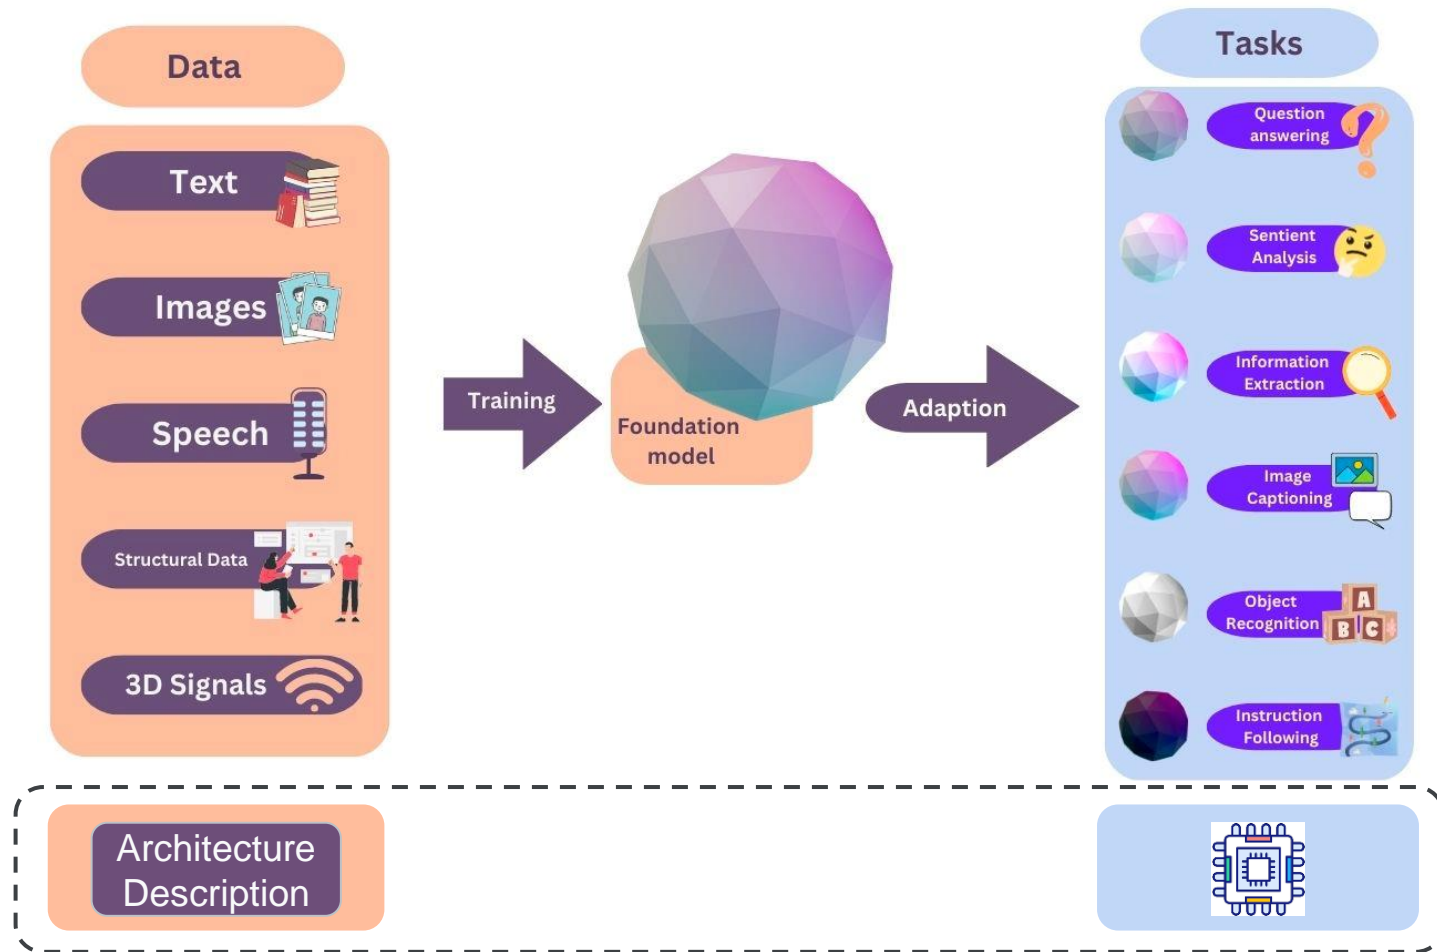 Data
Text
Images
Speech
Structural Data
3D Signals
Training
Foundation
model
Adaption
Tasks
Question
answering
Sentient
Analysis
Information
Extraction
Image
Captioning
Object
Recognition
A
B C
Instruction
Following
Architecture
Description